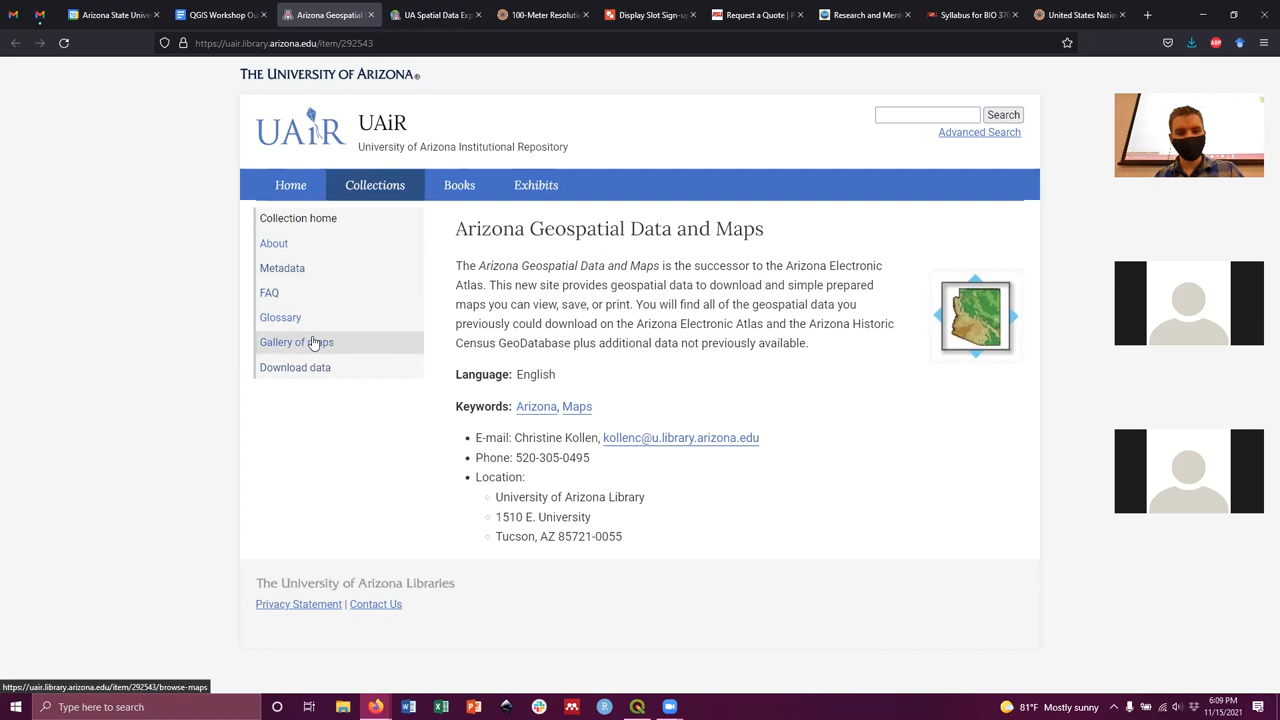 Arizona State Unive
QGIS Workshop Out
Arizona Geospatial
UA Spatial Data Exp
100-Meter Resoluti
Display Slot Sign-up
Request a Quote | P
Research and Ment
Syllabus for BIO 370
United States Nati
https://uair.library.arizona.edu/item/292543
THE UNIVERSITY OF ARIZONA®
UAiR
UAiR
University of Arizona Institutional Repository
Search
Advanced Search
Home
Collections
Books
Exhibits
Collection home
About
Metadata
FAQ
Glossary
Gallery of maps
Download data
Arizona Geospatial Data and Maps
The Arizona Geospatial Data and Maps is the successor to the Arizona Electronic
Atlas. This new site provides geospatial data to download and simple prepared
maps you can view, save, or print. You will find all of the geospatial data you
previously could download on the Arizona Electronic Atlas and the Arizona Historic
Census GeoDatabase plus additional data not previously available.
Language: English
Keywords: Arizona, Maps
E-mail: Christine Kollen, kollenc@u.library.arizona.edu
Phone: 520-305-0495
Location:
University of Arizona Library
1510 E. University
Tucson, AZ 85721-0055
The University of Arizona Libraries
Privacy Statement | Contact Us
https://uair.library.arizona.edu/item/292543/browse-maps
Type here to search
81°F Mostly sunny
6:09 PM
11/15/2021